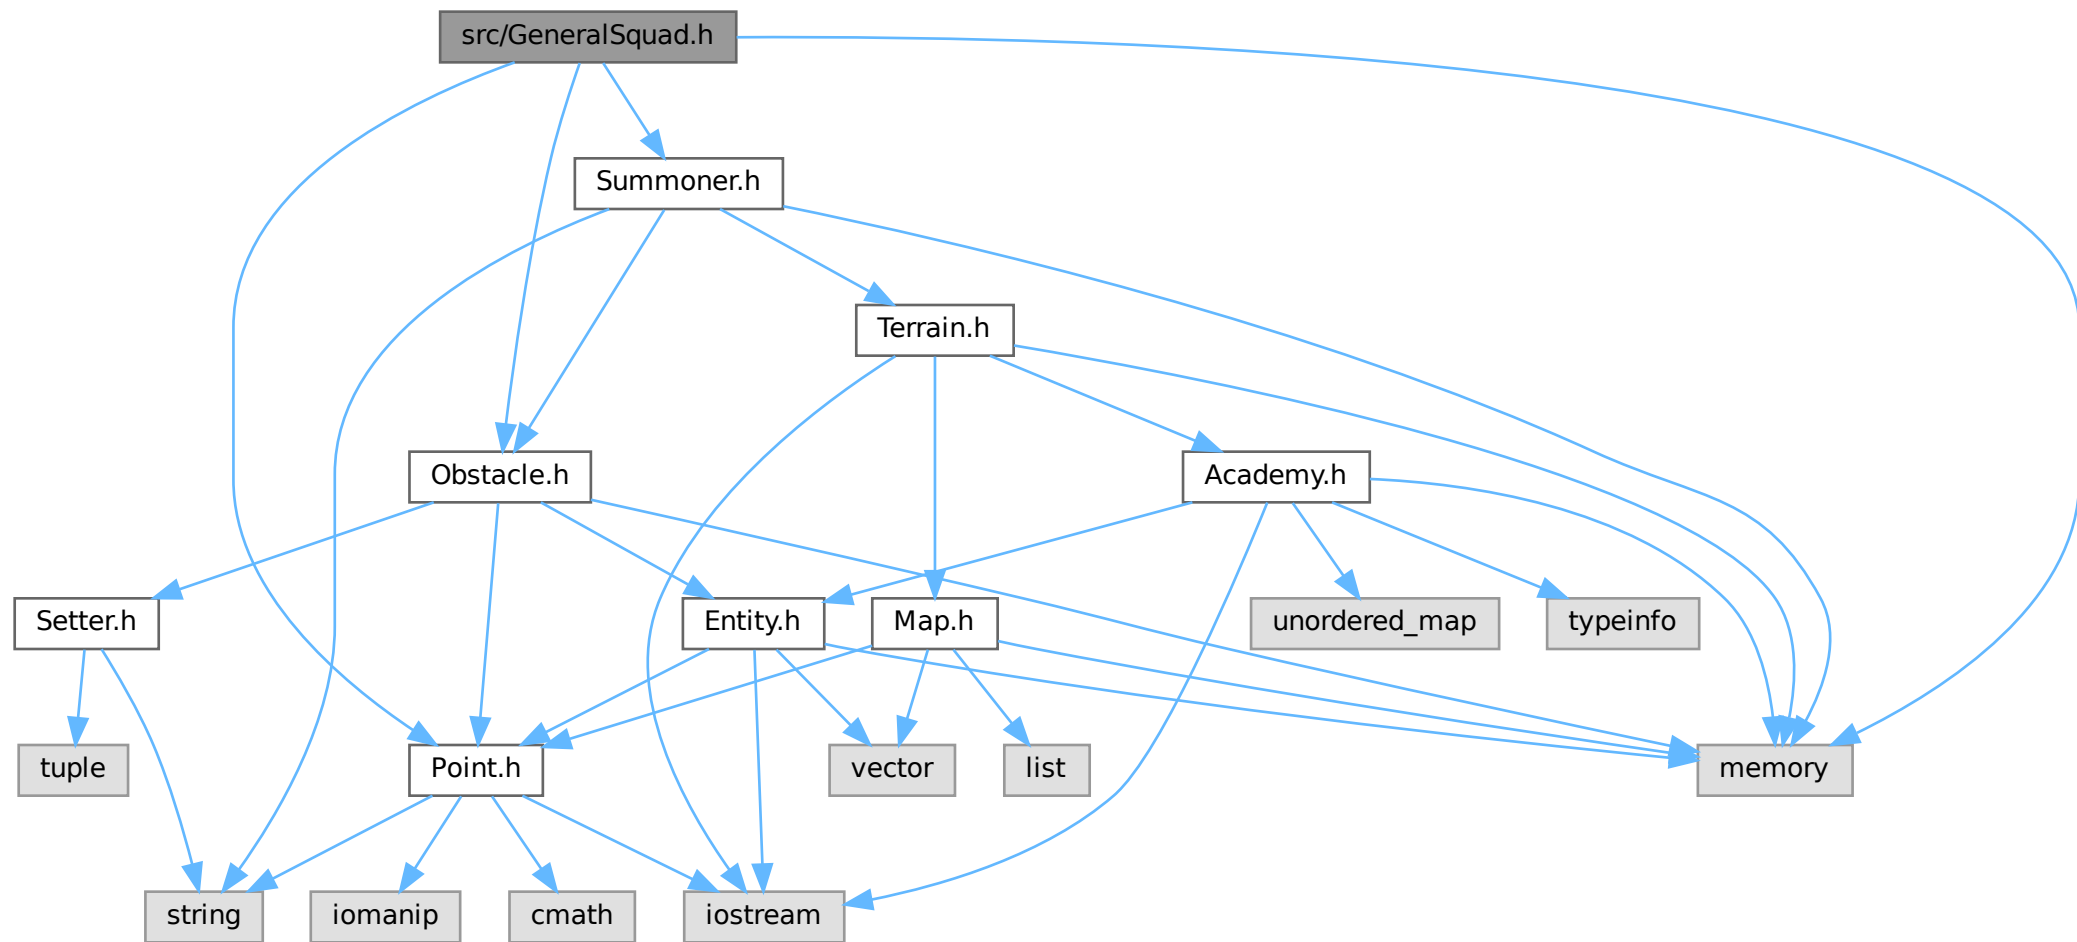 src/GeneralSquad.h
Summoner.h
Terrain.h
Obstacle.h
Academy.h
Setter.h
Entity.h
Map.h
unordered_map
typeinfo
tuple
Point.h
vector
list
memory
string
iomanip
cmath
iostream